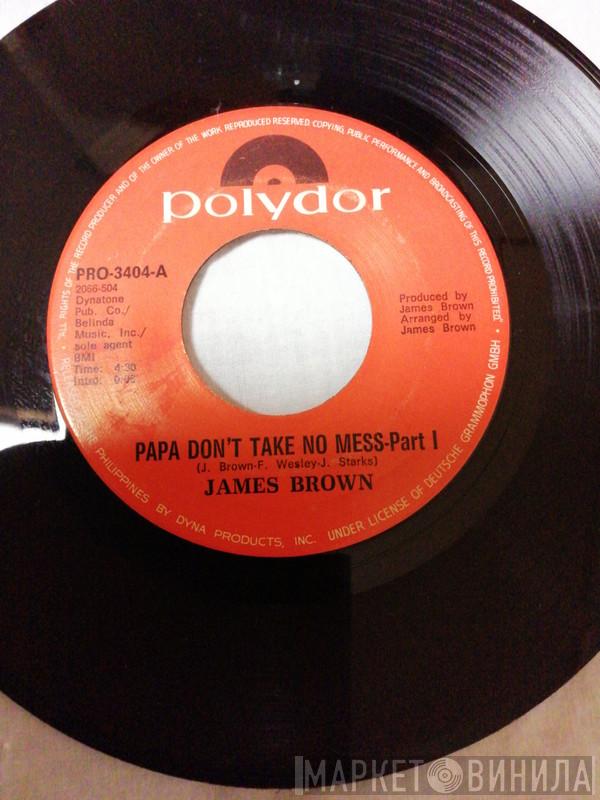 ALL RIGHTS OF THE RECORD PRODUCER AND OF THE OWNER OF THE WORK REPRODUCED RESERVED. COPYING, PUBLIC PERFORMANCE AND BROADCASTING OF THIS RECORD PROHIBITED
polydor
PRO-3404-A
2066-504
Dynatone
Pub. Co./
Belinda
Music, Inc./
sole agent
BMI
Time: 4:30
Intro:
Produced by
James Brown
Arranged by
James Brown
PAPA DON'T TAKE NO MESS-Part I
(J. Brown-F. Wesley-J. Starks)
JAMES BROWN
PHILIPPINES BY DYNA PRODUCTS, INC. UNDER LICENSE OF DEUTSCHE GRAMMOPHON GMBH
МАРКЕТ ВИНИЛА